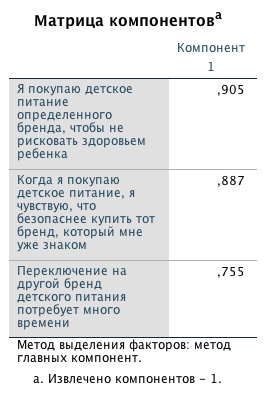 Матрица компонентовa
Компонент
1
Я покупаю детское
питание
определенного
бренда, чтобы не
рисковать здоровьем
ребенка
,905
Когда я покупаю
детское питание, я
чувствую, что
безопаснее купить тот
бренд, который мне
уже знаком
,887
Переключение на
другой бренд
детского питания
потребует много
времени
,755
Метод выделения факторов: метод
главных компонент.
a. Извлечено компонентов – 1.